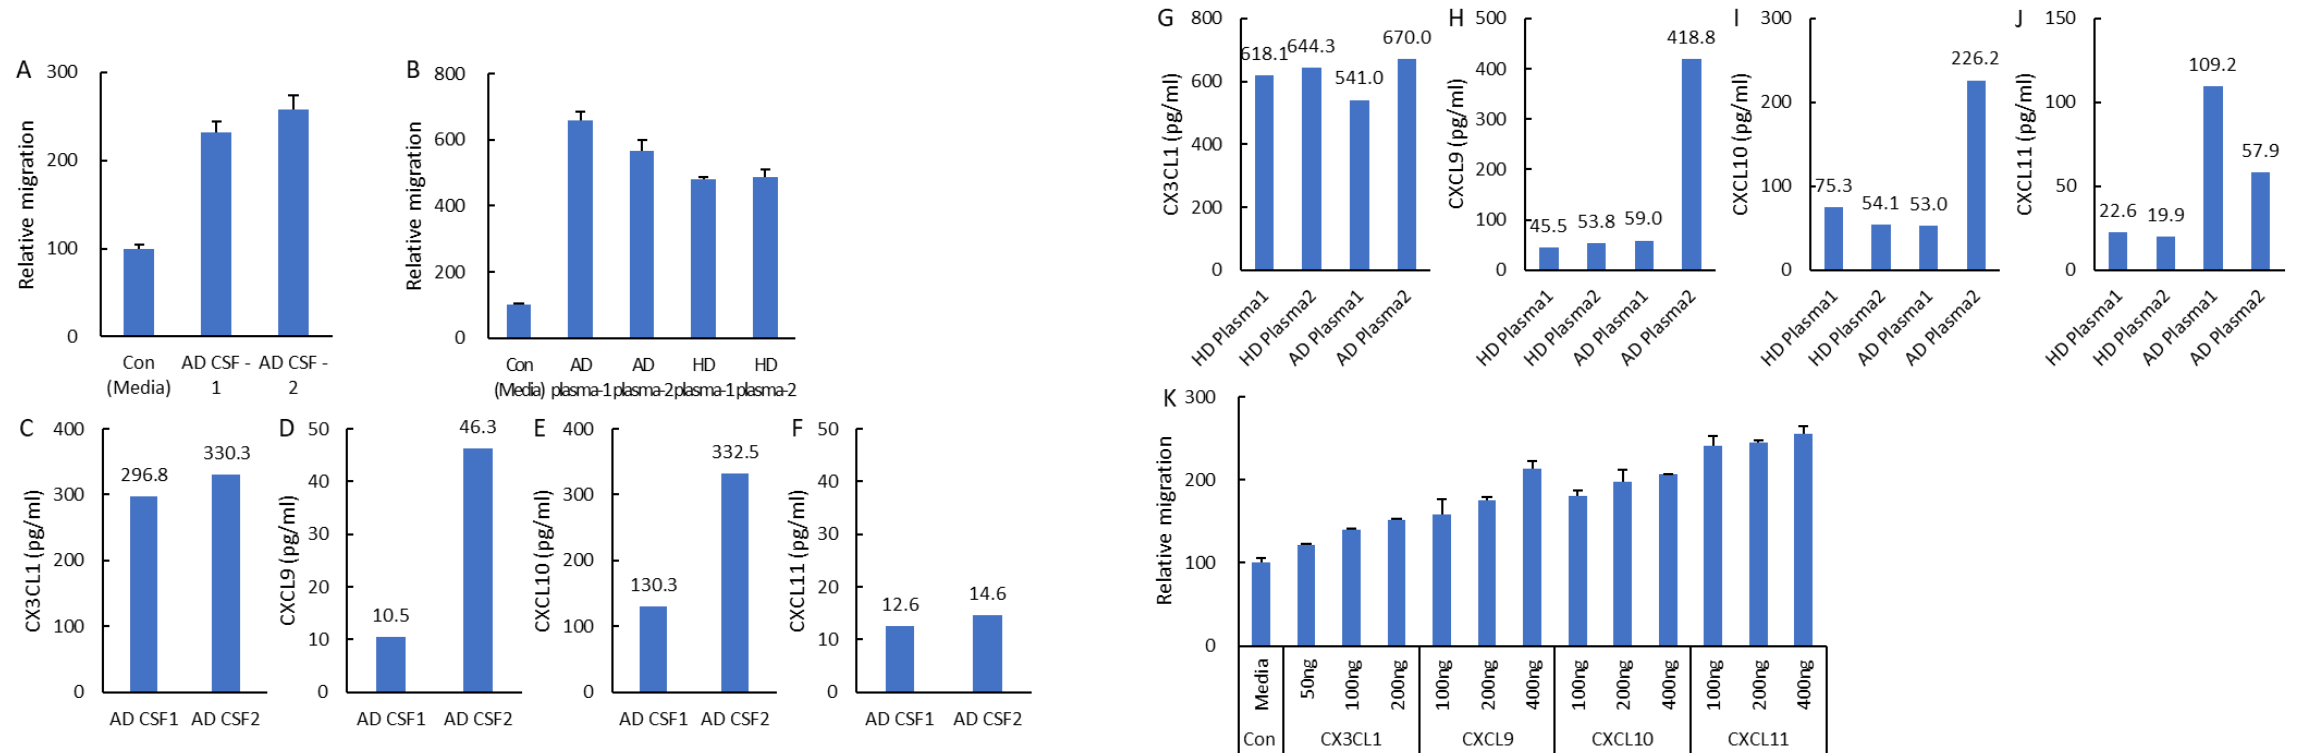 A
Relative migration
300
200
100
0
Con
(Media)
AD CSF -
1
AD CSF -
2
B
Relative migration
800
600
400
200
0
Con
(Media)
AD
plasma-1
AD
plasma-2
HD
plasma-1
HD
plasma-2
C
CX3CL1 (pg/ml)
400
300
200
100
0
296.8
330.3
AD CSF1
AD CSF2
D
CXCL9 (pg/ml)
50
40
30
20
10
0
10.5
46.3
AD CSF1
AD CSF2
E
CXCL10 (pg/ml)
400
300
200
100
0
130.3
332.5
AD CSF1
AD CSF2
F
CXCL11 (pg/ml)
50
40
30
20
10
0
12.6
14.6
AD CSF1
AD CSF2
G
CX3CL1 (pg/ml)
800
600
400
200
0
618.1
644.3
541.0
670.0
HD Plasma1
HD Plasma2
AD Plasma1
AD Plasma2
H
CXCL9 (pg/ml)
500
400
300
200
100
0
45.5
53.8
59.0
418.8
HD Plasma1
HD Plasma2
AD Plasma1
AD Plasma2
I
CXCL10 (pg/ml)
300
200
100
0
75.3
54.1
53.0
226.2
HD Plasma1
HD Plasma2
AD Plasma1
AD Plasma2
J
CXCL11 (pg/ml)
150
100
50
0
22.6
19.9
109.2
57.9
HD Plasma1
HD Plasma2
AD Plasma1
AD Plasma2
K
Relative migration
300
200
100
0
Media
50ng
100ng
200ng
100ng
200ng
400ng
100ng
200ng
400ng
100ng
200ng
400ng
Con
CX3CL1
CXCL9
CXCL10
CXCL11